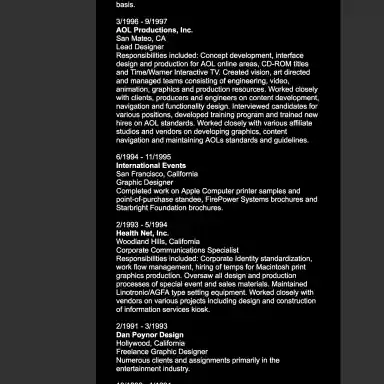 basis.
3/1996 - 9/1997
AOL Productions, Inc.
San Mateo, CA
Lead Designer
Responsibilities included: Concept development, interface
design and production for AOL online areas, CD-ROM titles
and Time/Warner Interactive TV. Created vision, art directed
and managed teams consisting of engineering, video,
animation, graphics and production resources. Worked closely
with clients, producers and engineers on content development,
navigation and functionality design. Interviewed candidates for
various positions, developed training program and trained new
hires on AOL standards. Worked closely with various affiliate
studios and vendors on developing graphics, content
navigation and maintaining AOLs standards and guidelines.
6/1994 - 11/1995
International Events
San Francisco, California
Graphic Designer
Completed work on Apple Computer printer samples and
point-of-purchase standee, FirePower Systems brochures and
Starbright Foundation brochures.
2/1993 - 5/1994
Health Net, Inc.
Woodland Hills, California
Corporate Communications Specialist
Responsibilities included: Corporate Identity standardization,
work flow management, hiring of temps for Macintosh print
graphics production. Oversaw all design and production
processes of special event and sales materials. Maintained
Linotronic/AGFA type setting equipment. Worked closely with
vendors on various projects including design and construction
of information services kiosk.
2/1991 - 3/1993
Dan Poynor Design
Hollywood, California
Freelance Graphic Designer
Numerous clients and assignments primarily in the
entertainment industry.